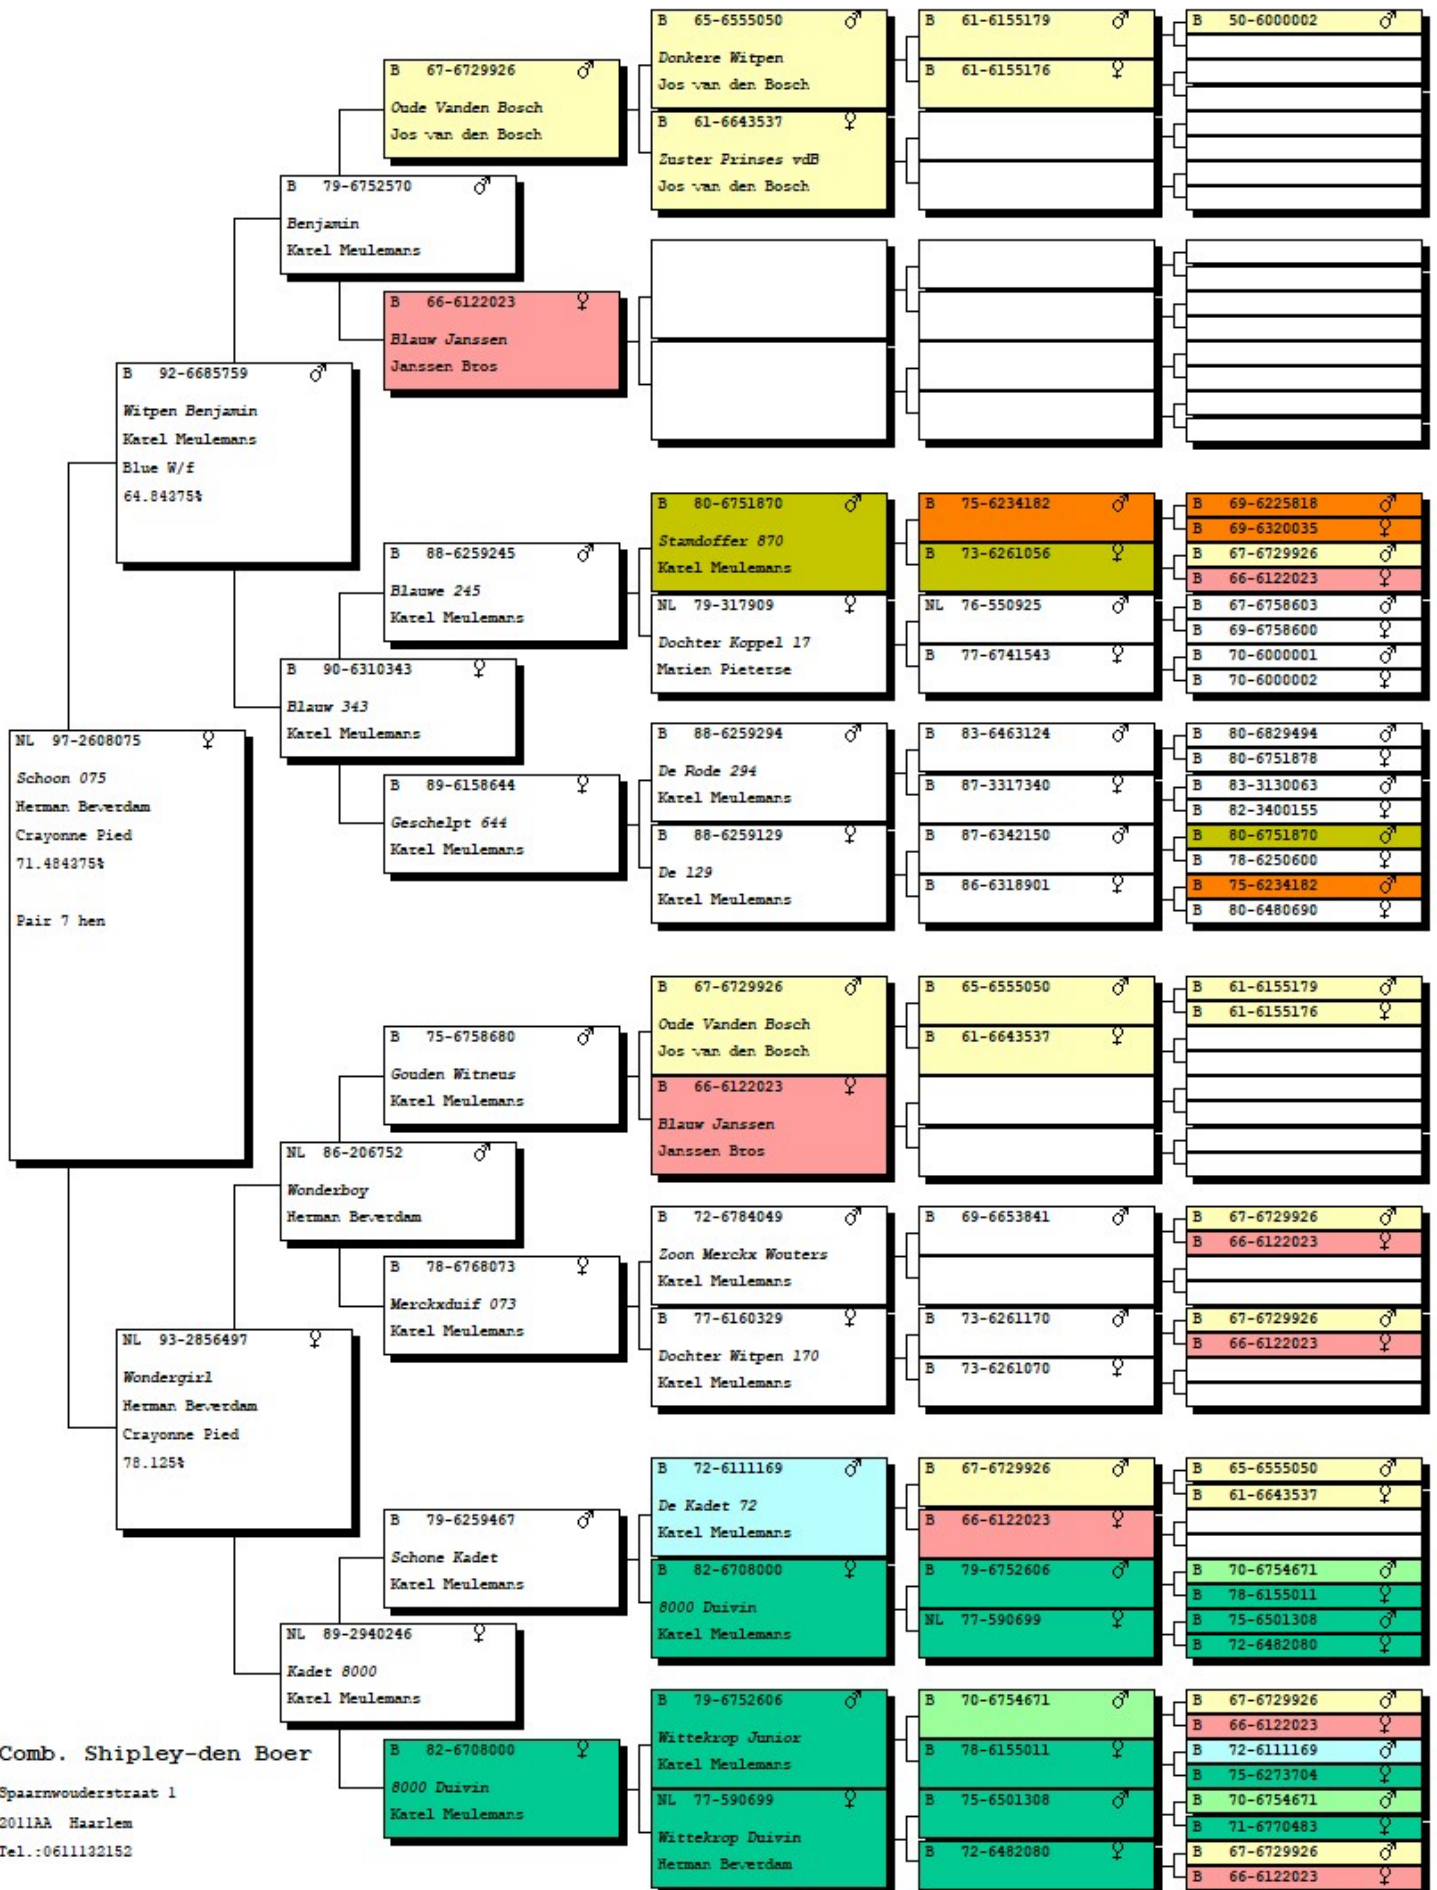 NL 97-2608075 ♀
Schoon 075
Herman Beverdam
Crayonne Pied
71.484375%
Pair 7 hen
B 92-6685759 ♂
Witpen Benjamin
Karel Meulemans
Blue W/f
64.84375%
NL 93-2856497 ♀
Wondergirl
Herman Beverdam
Crayonne Pied
78.125%
B 79-6752570 ♂
Benjamin
Karel Meulemans
B 90-6310343 ♀
Blauw 343
Karel Meulemans
NL 86-206752 ♂
Wonderboy
Herman Beverdam
NL 89-2940246 ♀
Kadet 8000
Karel Meulemans
B 67-6729926 ♂
Oude Vanden Bosch
Jos van den Bosch
B 66-6122023 ♀
Blauw Janssen
Janssen Bros
B 88-6259245 ♂
Blauwe 245
Karel Meulemans
B 89-6158644 ♀
Geschelpt 644
Karel Meulemans
B 75-6758680 ♂
Gouden Witneus
Karel Meulemans
B 78-6768073 ♀
Merckxduif 073
Karel Meulemans
B 79-6259467 ♂
Schone Kadet
Karel Meulemans
B 82-6708000 ♀
8000 Duivin
Karel Meulemans
B 65-6555050 ♂
Donkere Witpen
Jos van den Bosch
B 61-6643537 ♀
Zuster Prinses vdB
Jos van den Bosch
B 80-6751870 ♂
Stamdoffer 870
Karel Meulemans
NL 79-317909 ♀
Dochter Koppel 17
Marien Pieterse
B 88-6259294 ♂
De Rode 294
Karel Meulemans
B 88-6259129 ♀
De 129
Karel Meulemans
B 67-6729926 ♂
Oude Vanden Bosch
Jos van den Bosch
B 66-6122023 ♀
Blauw Janssen
Janssen Bros
B 72-6784049 ♂
Zoon Merckx Wouters
Karel Meulemans
B 77-6160329 ♀
Dochter Witpen 170
Karel Meulemans
B 72-6111169 ♂
De Kadet 72
Karel Meulemans
B 82-6708000 ♀
8000 Duivin
Karel Meulemans
B 79-6752606 ♂
Wittekrop Junior
Karel Meulemans
NL 77-590699 ♀
Wittekrop Duivin
Herman Beverdam
B 61-6155179 ♂
B 61-6155176 ♀
B 75-6234182 ♂
B 73-6261056 ♀
NL 76-550925 ♂
B 77-6741543 ♀
B 83-6463124 ♂
B 87-3317340 ♀
B 87-6342150 ♂
B 86-6318901 ♀
B 65-6555050 ♂
B 61-6643537 ♀
B 69-6653841 ♂
B 73-6261170 ♂
B 73-6261070 ♀
B 67-6729926 ♂
B 66-6122023 ♀
B 79-6752606 ♂
NL 77-590699 ♀
B 70-6754671 ♂
B 78-6155011 ♀
B 75-6501308 ♂
B 72-6482080 ♀
B 50-6000002 ♂
B 69-6225818 ♂
B 69-6320035 ♀
B 67-6729926 ♂
B 66-6122023 ♀
B 67-6758603 ♂
B 69-6758600 ♀
B 70-6000001 ♂
B 70-6000002 ♀
B 80-6829494 ♂
B 80-6751878 ♀
B 83-3130063 ♂
B 82-3400155 ♀
B 80-6751870 ♂
B 78-6250600 ♀
B 75-6234182 ♂
B 80-6480690 ♀
B 61-6155179 ♂
B 61-6155176 ♀
B 67-6729926 ♂
B 66-6122023 ♀
B 67-6729926 ♂
B 66-6122023 ♀
B 65-6555050 ♂
B 61-6643537 ♀
B 70-6754671 ♂
B 78-6155011 ♀
B 75-6501308 ♂
B 72-6482080 ♀
B 67-6729926 ♂
B 66-6122023 ♀
B 72-6111169 ♂
B 75-6273704 ♀
B 70-6754671 ♂
B 71-6770483 ♀
B 67-6729926 ♂
B 66-6122023 ♀
Comb. Shipley-den Boer
Spaarnwouderstraat 1
2011AA Haarlem
Tel.:0611132152